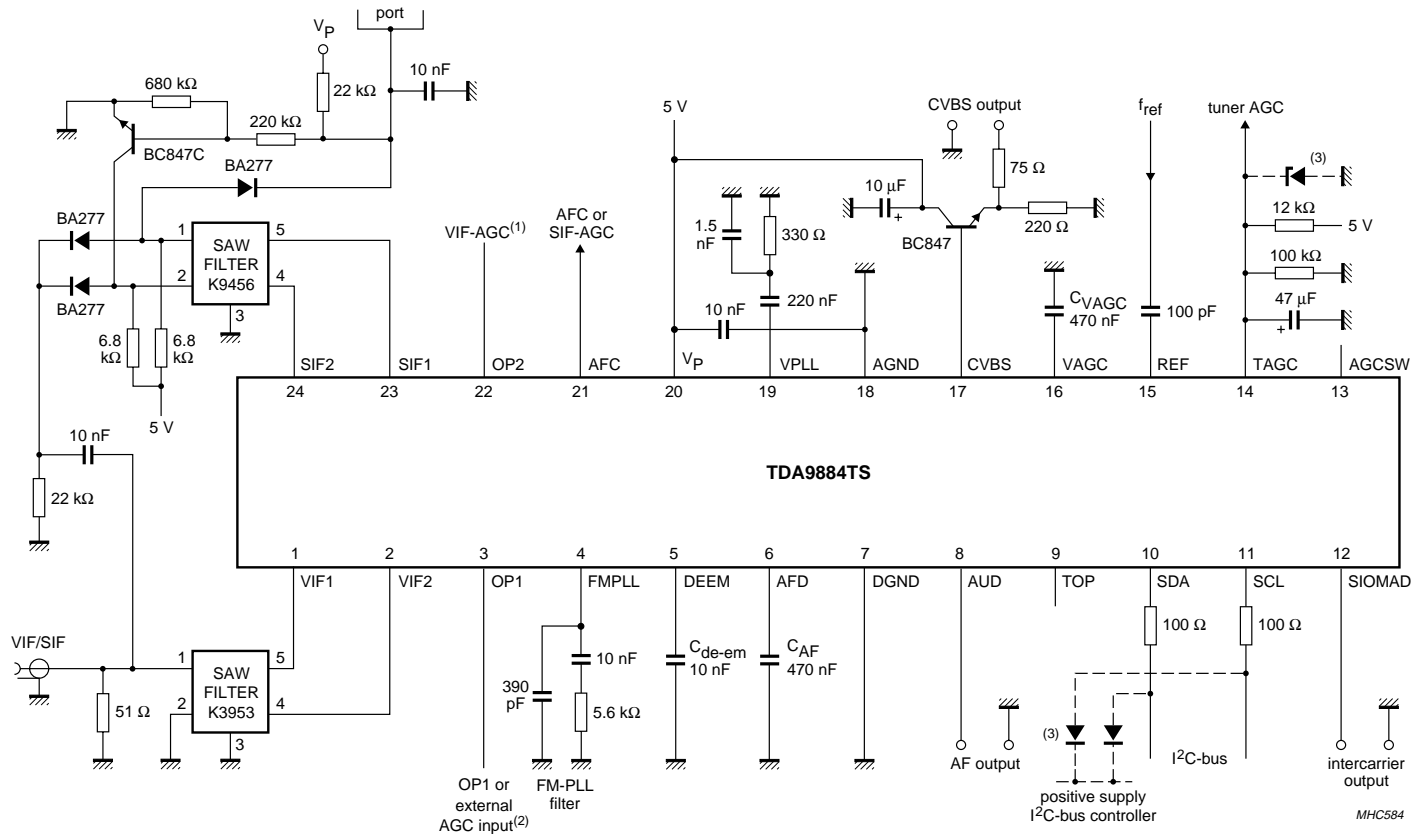 port
V_P
10 nF
680 kΩ
22 kΩ
220 kΩ
BC847C
BA277
BA277
BA277
1
2
3
4
5
SAW
FILTER
K9456
6.8
kΩ
6.8
kΩ
5 V
10 nF
22 kΩ
VIF-AGC(1)
AFC or
SIF-AGC
5 V
1.5
nF
330 Ω
10 nF
220 nF
10 μF
+
BC847
CVBS output
75 Ω
220 Ω
C_VAGC
470 nF
f_ref
100 pF
tuner AGC
(3)
12 kΩ
5 V
100 kΩ
47 μF
+
SIF2
SIF1
OP2
AFC
V_P
VPLL
AGND
CVBS
VAGC
REF
TAGC
AGCSW
24
23
22
21
20
19
18
17
16
15
14
13
TDA9884TS
1
2
3
4
5
6
7
8
9
10
11
12
VIF1
VIF2
OP1
FMPLL
DEEM
AFD
DGND
AUD
TOP
SDA
SCL
SIOMAD
VIF/SIF
51 Ω
1
2
3
4
5
SAW
FILTER
K3953
OP1 or
external
AGC input(2)
390
pF
10 nF
5.6 kΩ
FM-PLL
filter
C_de-em
10 nF
C_AF
470 nF
AF output
100 Ω
100 Ω
(3)
I²C-bus
positive supply
I²C-bus controller
intercarrier
output
MHC584